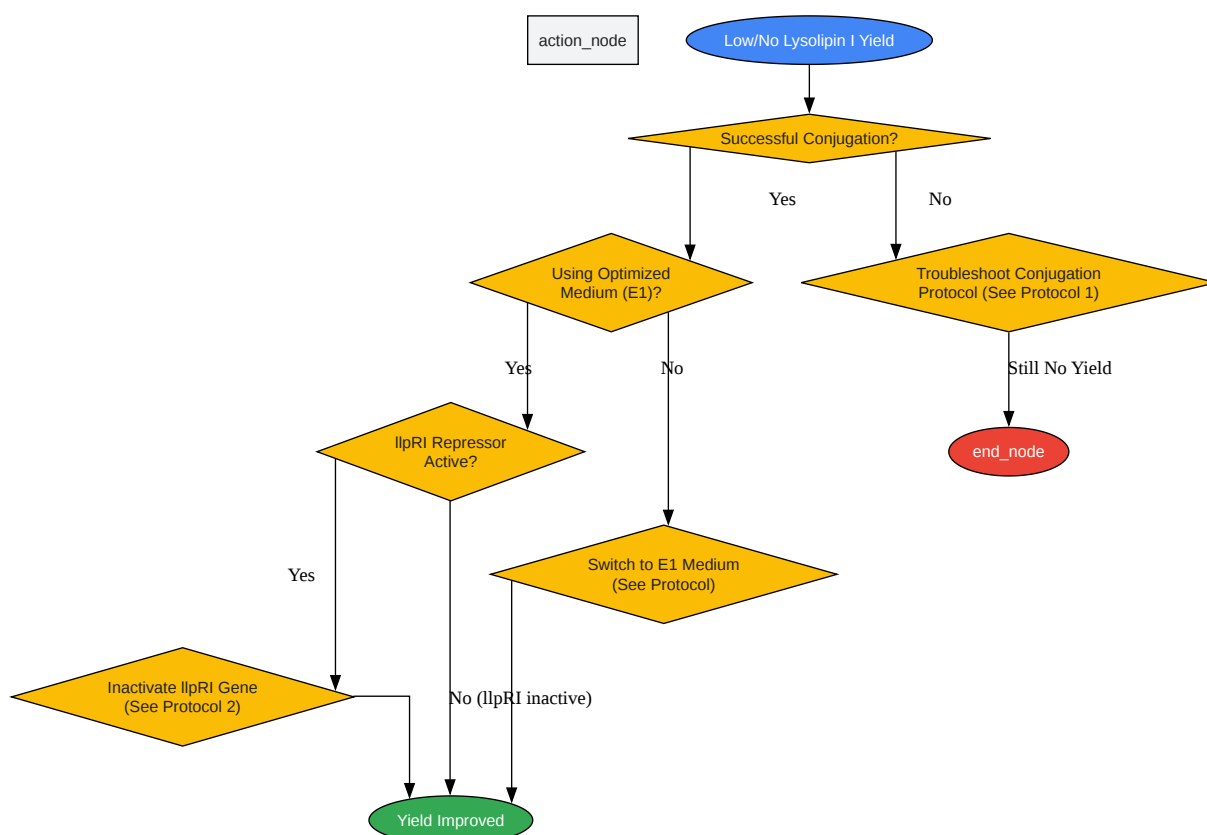 action_node
Low/No Lysolipin I Yield
Successful Conjugation?
Yes
No
Using Optimized
Medium (E1)?
Troubleshoot Conjugation
Protocol (See Protocol 1)
Yes
No
Still No Yield
llpRI Repressor
Active?
end_node
Yes
Switch to E1 Medium
(See Protocol)
Inactivate llpRI Gene
(See Protocol 2)
No (llpRI inactive)
Yield Improved